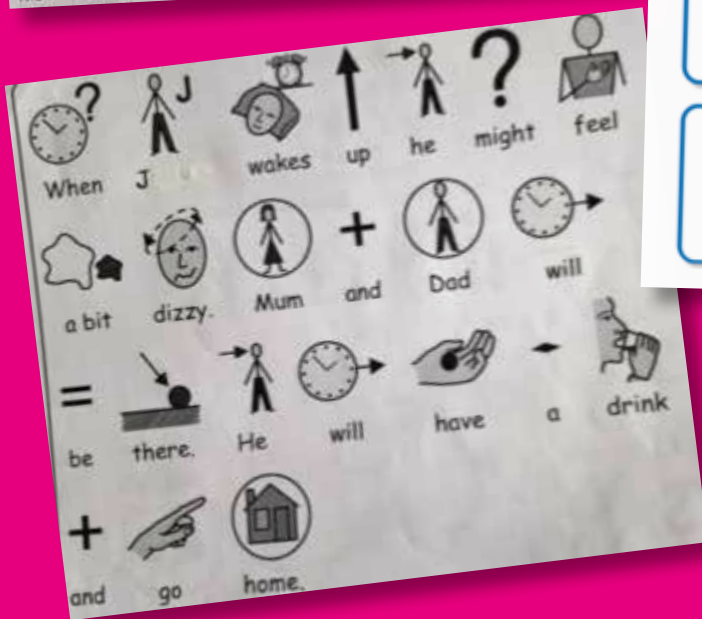 When J wakes up he might feel
a bit dizzy. Mum and Dad will
be there. He will have a drink
and go home.